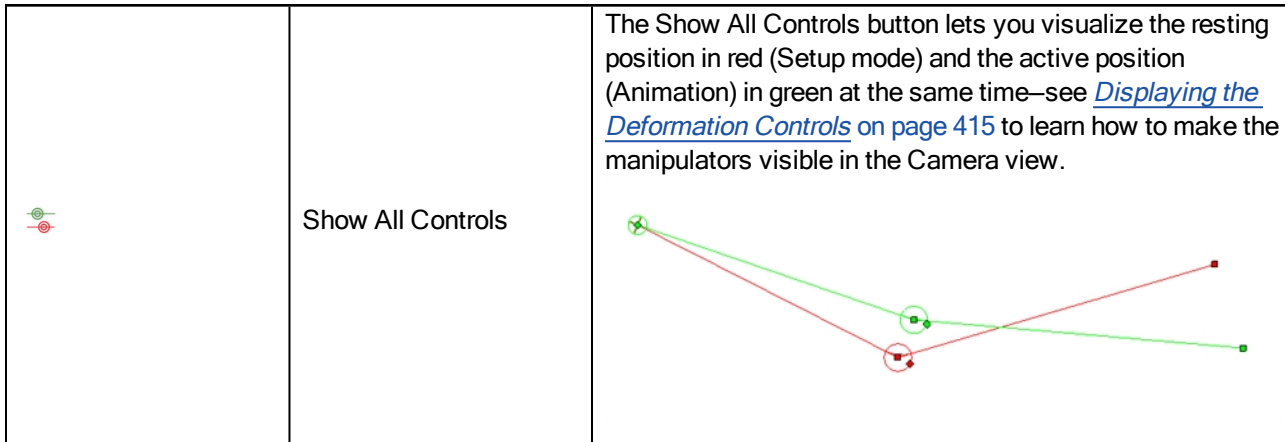 The Show All Controls button lets you visualize the resting
position in red (Setup mode) and the active position
(Animation) in green at the same time—see Displaying the
Deformation Controls on page 415 to learn how to make the
manipulators visible in the Camera view.
Show All Controls